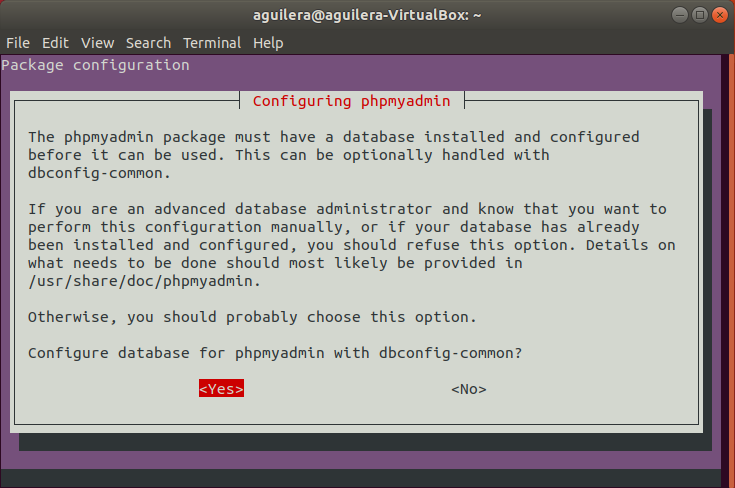 aguilera@aguilera-VirtualBox: ~
File Edit View Search Terminal Help
Package configuration
Configuring phpmyadmin
The phpmyadmin package must have a database installed and configured
before it can be used. This can be optionally handled with
dbconfig-common.
If you are an advanced database administrator and know that you want to
perform this configuration manually, or if your database has already
been installed and configured, you should refuse this option. Details on
what needs to be done should most likely be provided in
/usr/share/doc/phpmyadmin.
Otherwise, you should probably choose this option.
Configure database for phpmyadmin with dbconfig-common?
<Yes> <No>